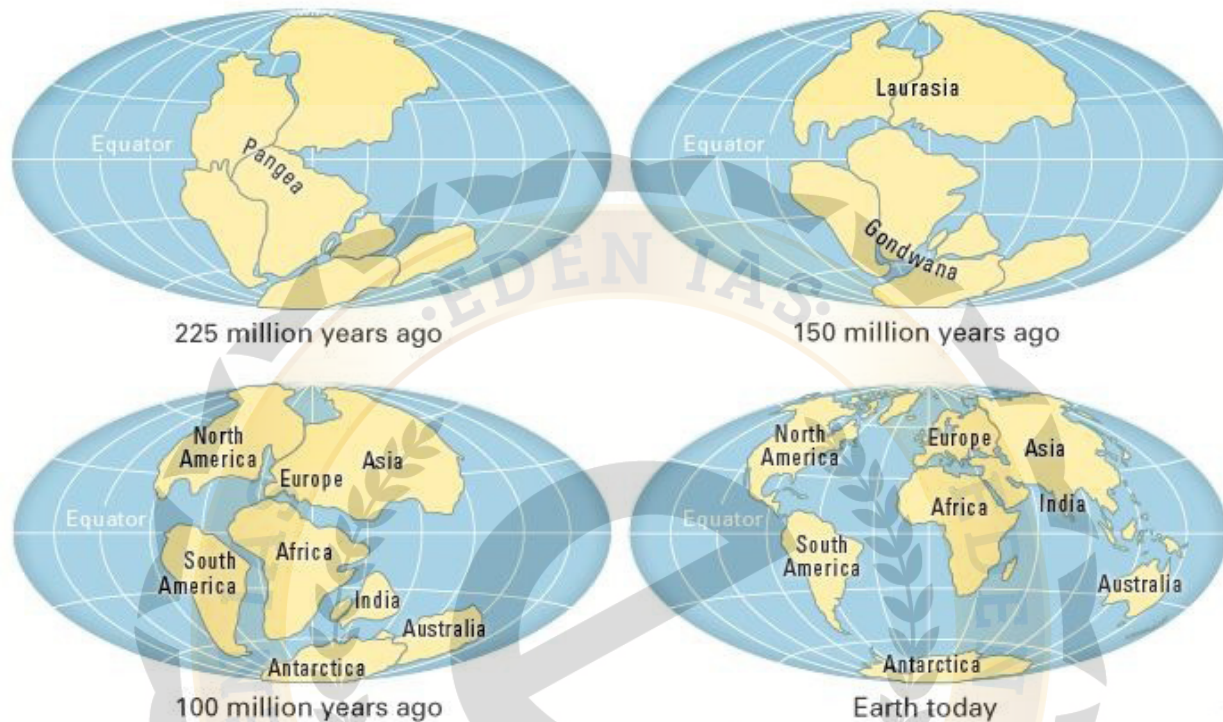 Equator
Pangea
225 million years ago
Laurasia
Gondwana
150 million years ago
·EDEN IAS·
North
America
Europe
Asia
Equator
South
America
Africa
India
Australia
Antarctica
100 million years ago
North
America
Europe
Asia
Equator
Africa
India
South
America
Australia
Antarctica
Earth today